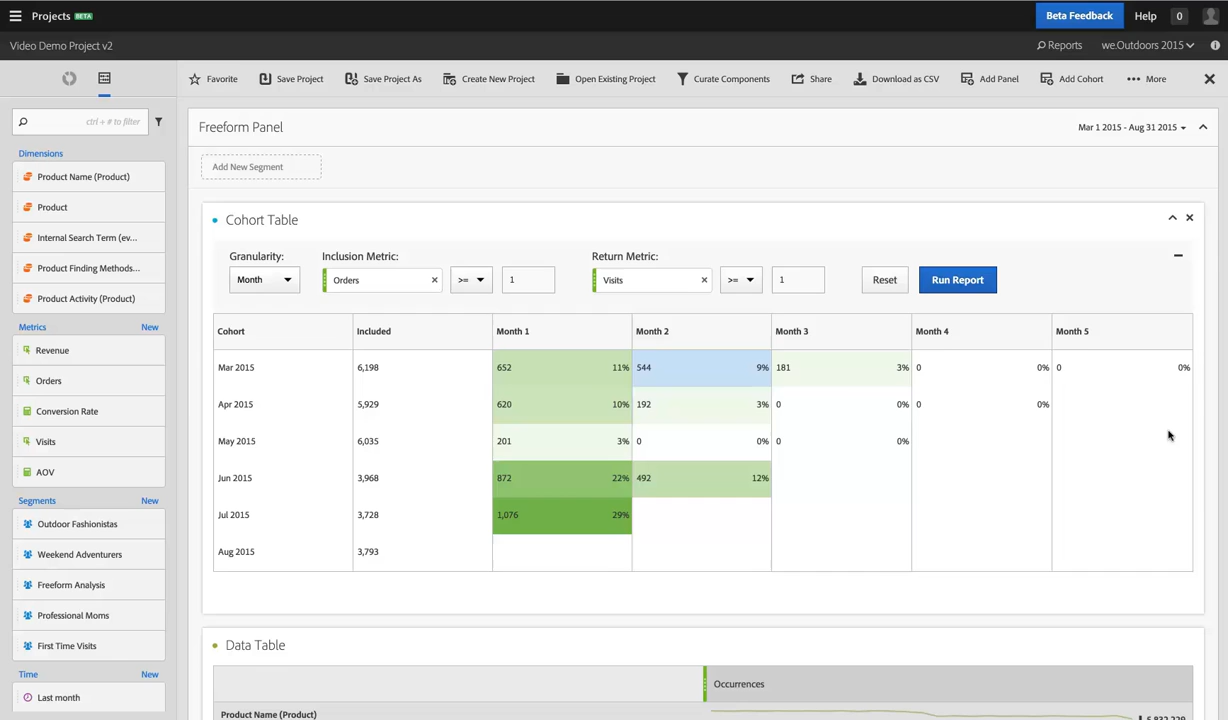 Projects BETA
Beta Feedback Help 0
Video Demo Project v2
Reports we.Outdoors 2015
Favorite Save Project Save Project As Create New Project Open Existing Project Curate Components Share Download as CSV Add Panel Add Cohort ••• More
ctrl + # to filter
Dimensions
Product Name (Product)
Product
Internal Search Term (ev...
Product Finding Methods...
Product Activity (Product)
Metrics New
Revenue
Orders
Conversion Rate
Visits
AOV
Segments New
Outdoor Fashionistas
Weekend Adventurers
Freeform Analysis
Professional Moms
First Time Visits
Time New
Last month
Freeform Panel
Mar 1 2015 - Aug 31 2015
Add New Segment
Cohort Table
Granularity: Inclusion Metric: Return Metric:
Month Orders >= 1 Visits >= 1 Reset Run Report
Cohort Included Month 1 Month 2 Month 3 Month 4 Month 5
Mar 2015 6,198 652 11% 544 9% 181 3% 0 0% 0 0%
Apr 2015 5,929 620 10% 192 3% 0 0% 0 0%
May 2015 6,035 201 3% 0 0% 0 0%
Jun 2015 3,968 872 22% 492 12%
Jul 2015 3,728 1,076 29%
Aug 2015 3,793
Data Table
Occurrences
Product Name (Product)